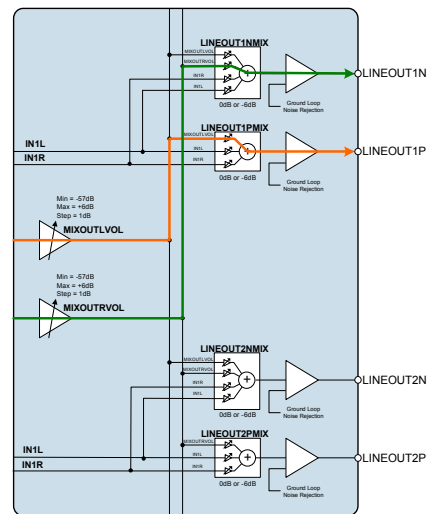 LINEOUT1NMIX
MIXOUTLVOL
MIXOUTRVOL
IN1R
IN1L
0dB or -6dB
Ground Loop
Noise Rejection
LINEOUT1N
LINEOUT1PMIX
MIXOUTLVOL
IN1L
IN1R
0dB or -6dB
Ground Loop
Noise Rejection
LINEOUT1P
IN1L
IN1R
Min = -57dB
Max = +6dB
Step = 1dB
MIXOUTLVOL
Min = -57dB
Max = +6dB
Step = 1dB
MIXOUTRVOL
LINEOUT2NMIX
MIXOUTLVOL
MIXOUTRVOL
IN1R
IN1L
0dB or -6dB
Ground Loop
Noise Rejection
LINEOUT2N
LINEOUT2PMIX
MIXOUTRVOL
IN1L
IN1R
0dB or -6dB
Ground Loop
Noise Rejection
LINEOUT2P
IN1L
IN1R